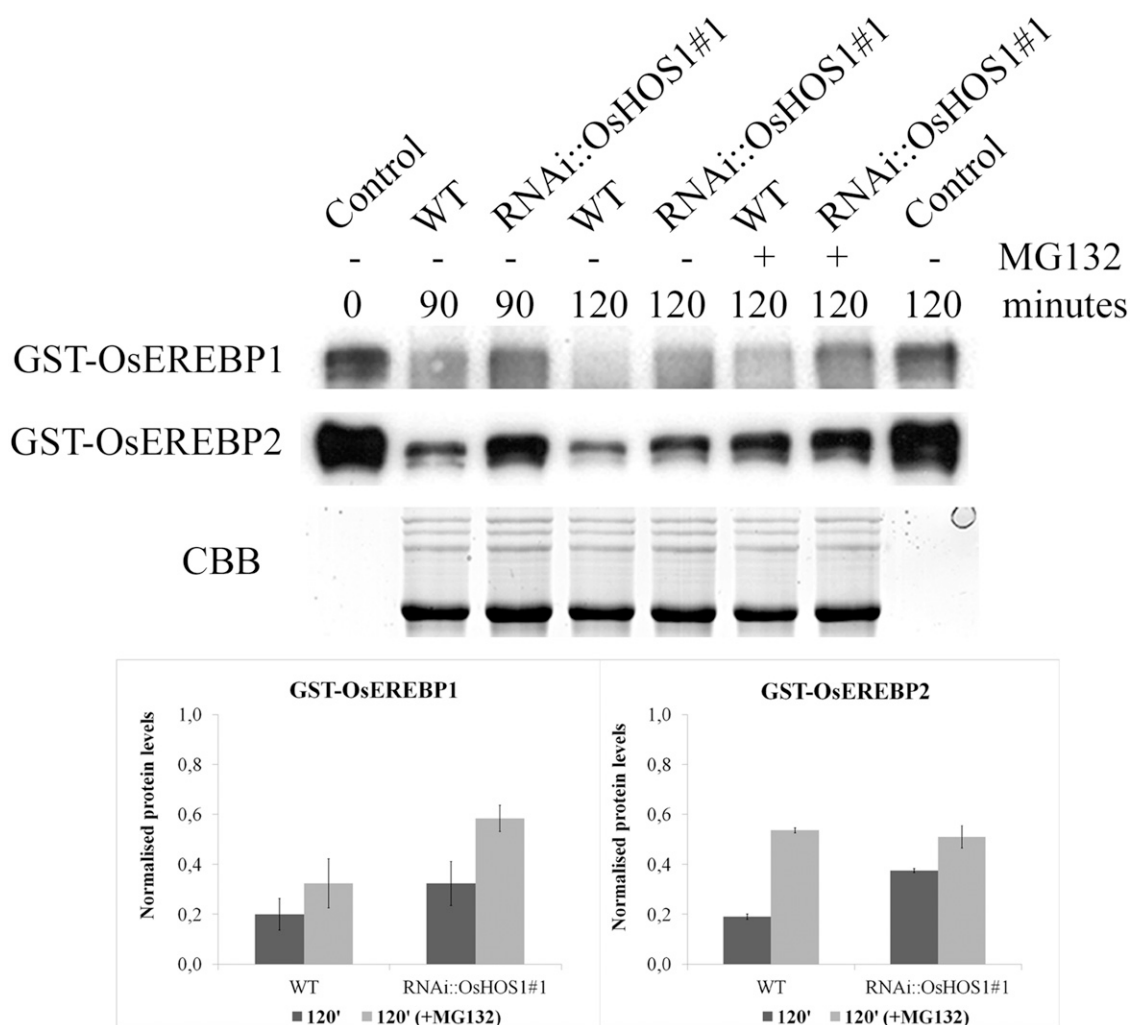 Control WT RNAi::OsHOS1#1 WT RNAi::OsHOS1#1 WT RNAi::OsHOS1#1 Control
- - - - - + + - MG132
0 90 90 120 120 120 120 120 minutes
GST-OsEREBP1
GST-OsEREBP2
CBB
GST-OsEREBP1
Normalised protein levels
1,0
0,8
0,6
0,4
0,2
0,0
WT RNAi::OsHOS1#1
120' 120' (+MG132)
GST-OsEREBP2
Normalised protein levels
1,0
0,8
0,6
0,4
0,2
0,0
WT RNAi::OsHOS1#1
120' 120' (+MG132)